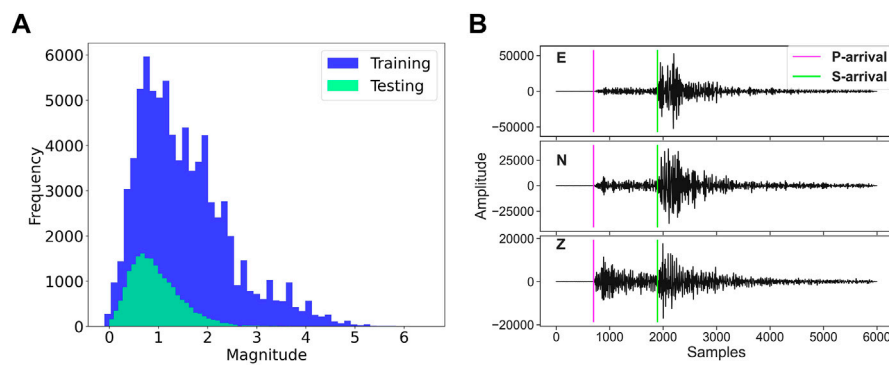 A
Training
Testing
6000
5000
4000
3000
2000
1000
0
Frequency
0 1 2 3 4 5 6
Magnitude
B
P-arrival
S-arrival
E
50000
0
−50000
N
25000
0
−25000
Z
20000
0
−20000
Amplitude
0 1000 2000 3000 4000 5000 6000
Samples